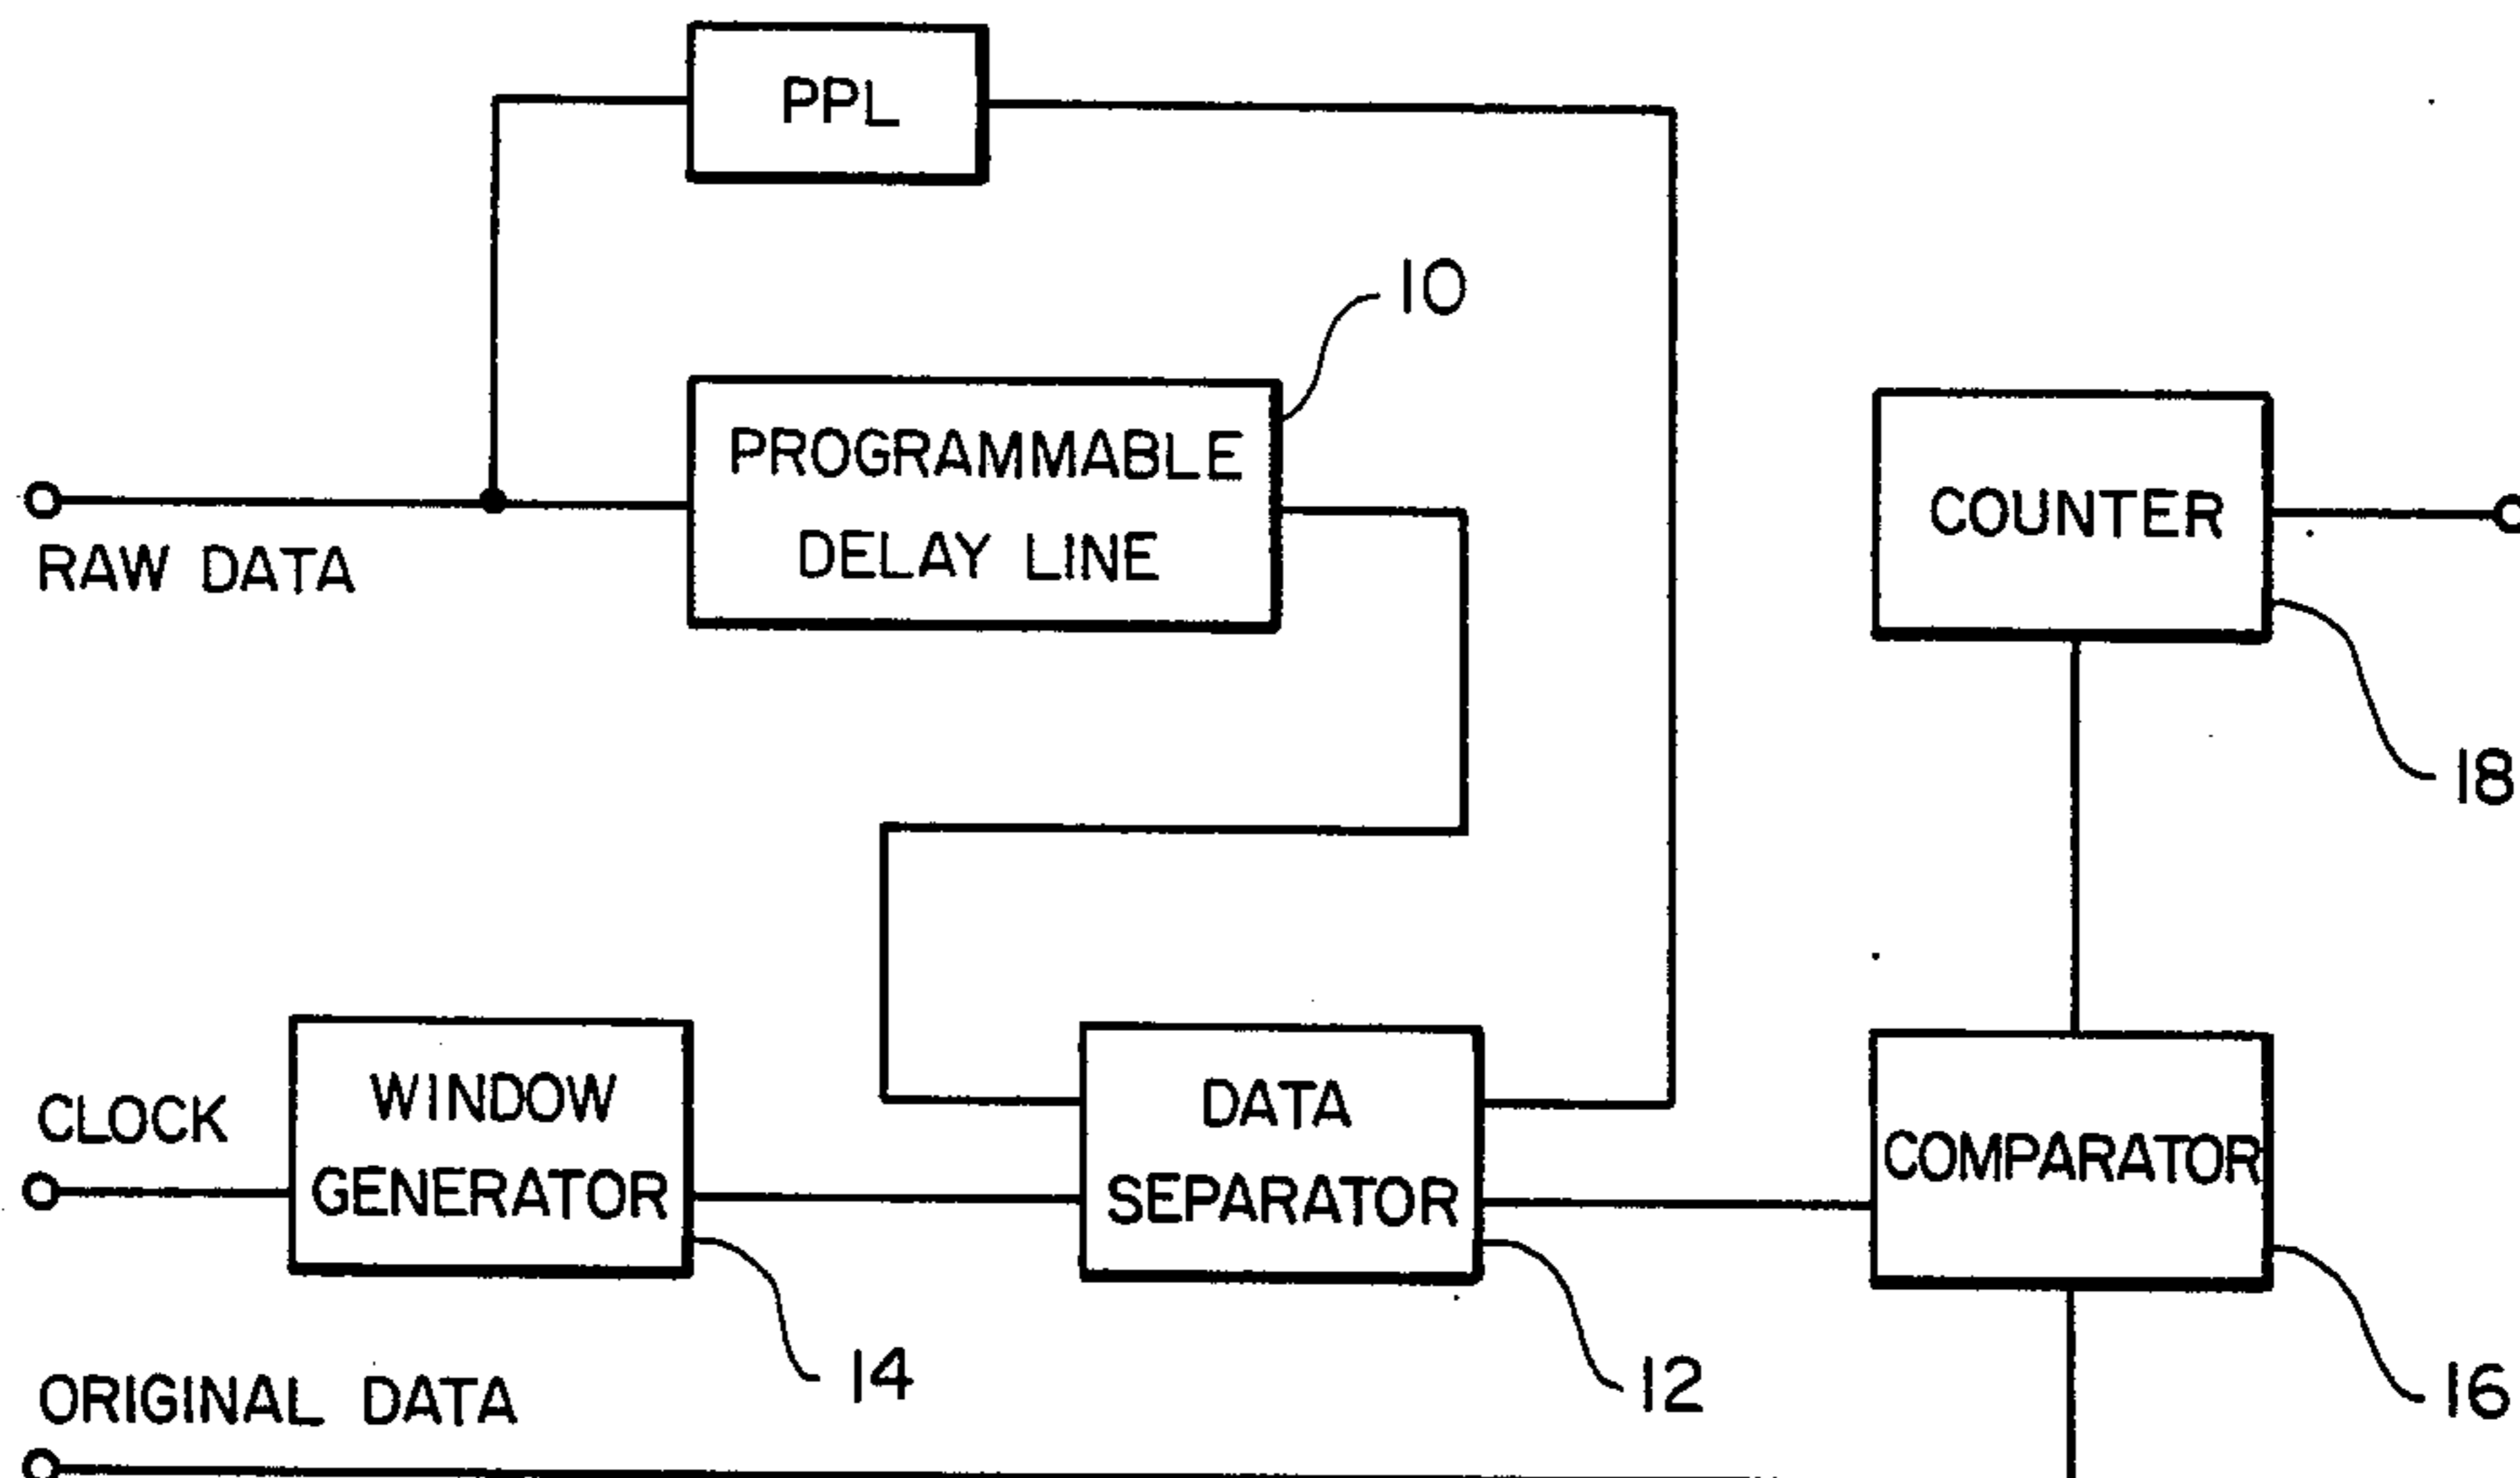 PPL
10
PROGRAMMABLE
DELAY LINE
RAW DATA
COUNTER
18
CLOCK
WINDOW
GENERATOR
14
DATA
SEPARATOR
12
COMPARATOR
16
ORIGINAL DATA